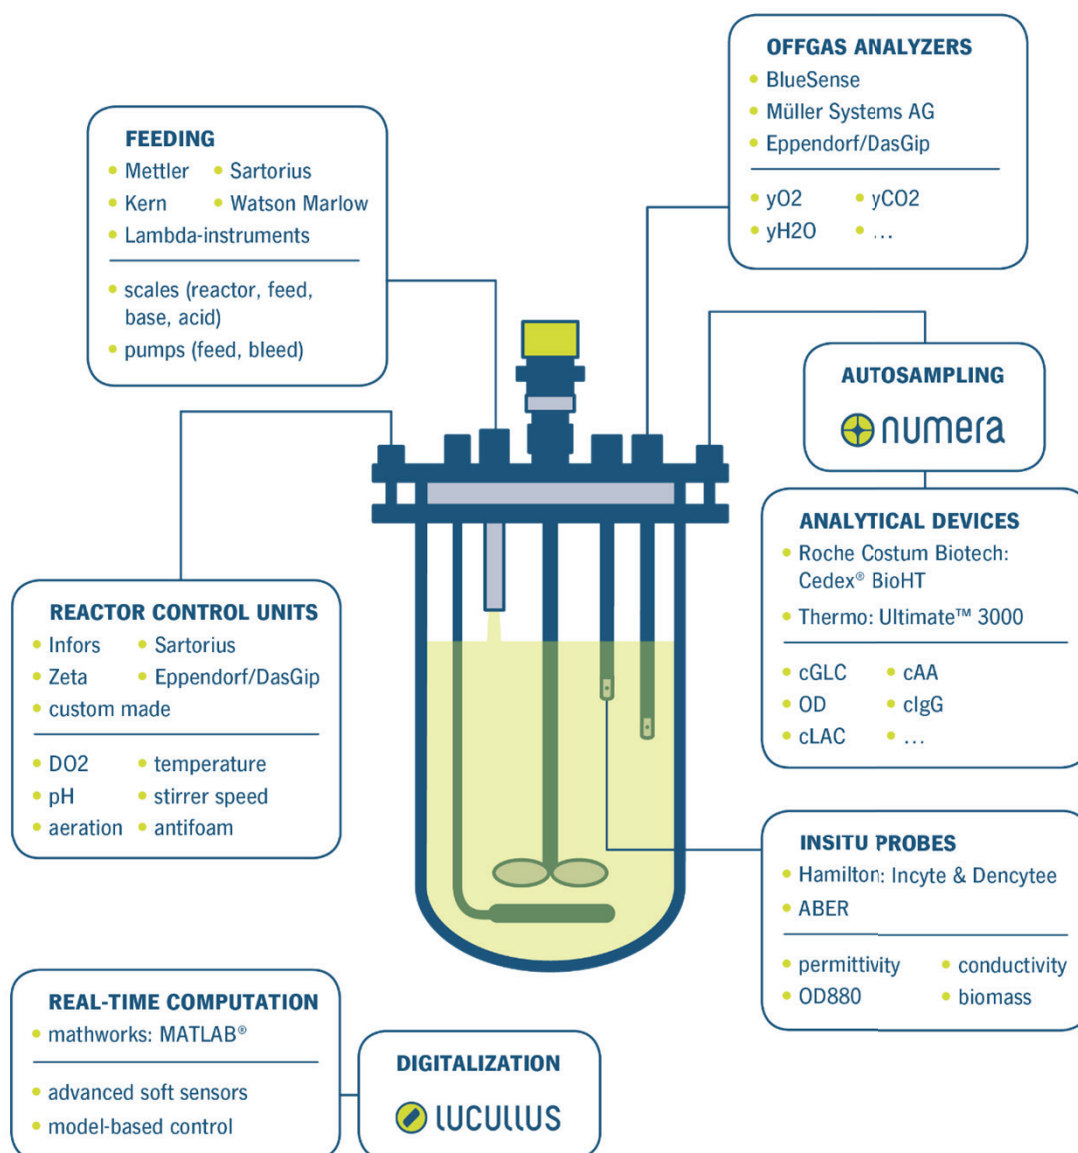 OFFGAS ANALYZERS
BlueSense
Müller Systems AG
Eppendorf/DasGip
yO2 yCO2
yH2O ...
FEEDING
Mettler Sartorius
Kern Watson Marlow
Lambda-instruments
scales (reactor, feed,
base, acid)
pumps (feed, bleed)
AUTOSAMPLING
numera
ANALYTICAL DEVICES
Roche Costum Biotech:
Cedex® BioHT
Thermo: Ultimate™ 3000
cGLC cAA
OD cIgG
cLAC ...
REACTOR CONTROL UNITS
Infors Sartorius
Zeta Eppendorf/DasGip
custom made
DO2 temperature
pH stirrer speed
aeration antifoam
INSITU PROBES
Hamilton: Incyte & Dencytee
ABER
permittivity conductivity
OD880 biomass
REAL-TIME COMPUTATION
mathworks: MATLAB®
advanced soft sensors
model-based control
DIGITALIZATION
LUCULLUS